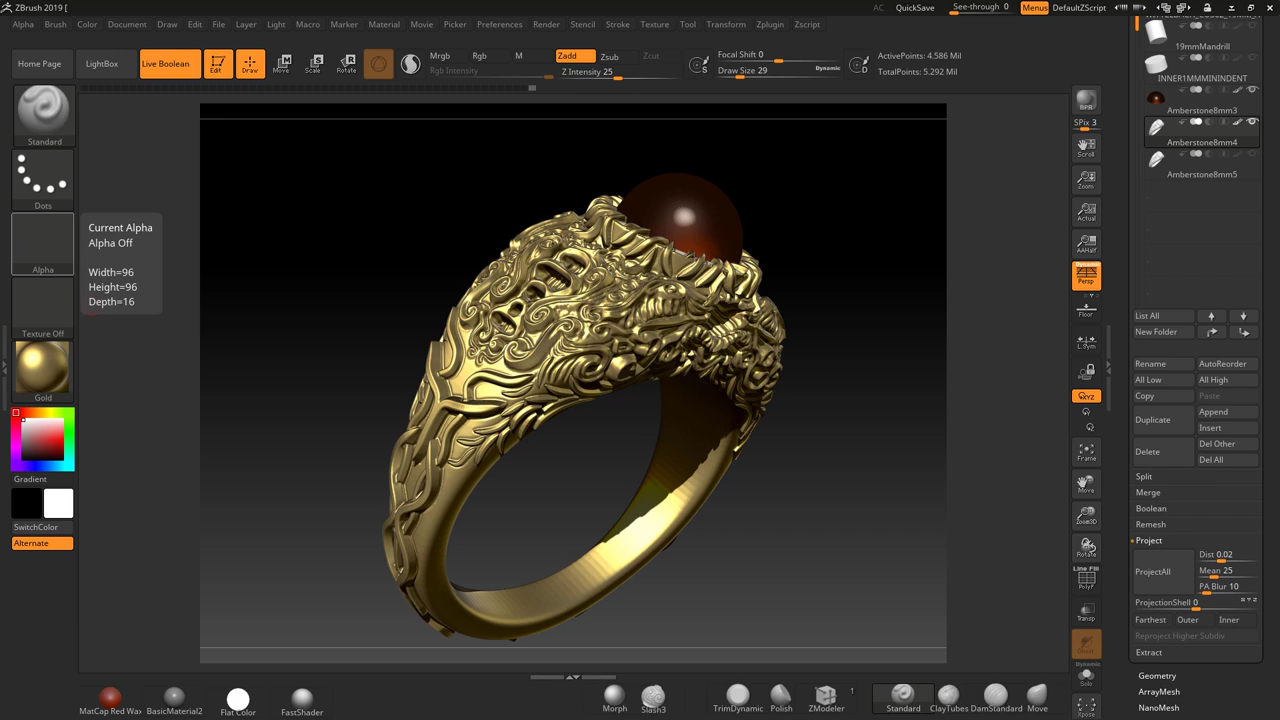 ZBrush 2019 [
AC
QuickSave
See-through 0
Menus
DefaultZScript
Alpha
Brush
Color
Document
Draw
Edit
File
Layer
Light
Macro
Marker
Material
Movie
Picker
Preferences
Render
Stencil
Stroke
Texture
Tool
Transform
Zplugin
Zscript
Home Page
LightBox
Live Boolean
Edit
Draw
Move
Scale
Rotate
Mrgb
Rgb
M
Rgb Intensity
Zadd
Zsub
Zcut
Z Intensity 25
S
Focal Shift 0
Draw Size 29
Dynamic
D
ActivePoints: 4.586 Mil
TotalPoints: 5.292 Mil
Standard
Dots
Alpha
Current Alpha
Alpha Off
Width=96
Height=96
Depth=16
Texture Off
Gold
Gradient
SwitchColor
Alternate
BPR
SPix 3
Scroll
Zoom
Actual
AAHalf
Dynamic
Persp
Floor
L.Sym
XYZ
Frame
Move
Zoom3D
Rotate
Line Fill
PolyF
Transp
Ghost
Dynamic
Solo
Xpose
19mmMandrill
INNER1MMMININDENT
Amberstone8mm3
Amberstone8mm4
Amberstone8mm5
List All
New Folder
Rename
AutoReorder
All Low
All High
Copy
Paste
Duplicate
Append
Insert
Delete
Del Other
Del All
Split
Merge
Boolean
Remesh
Project
ProjectAll
Dist 0.02
Mean 25
PA Blur 10
ProjectionShell 0
Farthest
Outer
Inner
Reproject Higher Subdiv
Extract
Geometry
ArrayMesh
NanoMesh
MatCap Red Wax
BasicMaterial2
Flat Color
FastShader
Morph
Slash3
TrimDynamic
Polish
ZModeler
1
Standard
ClayTubes
DamStandard
Move